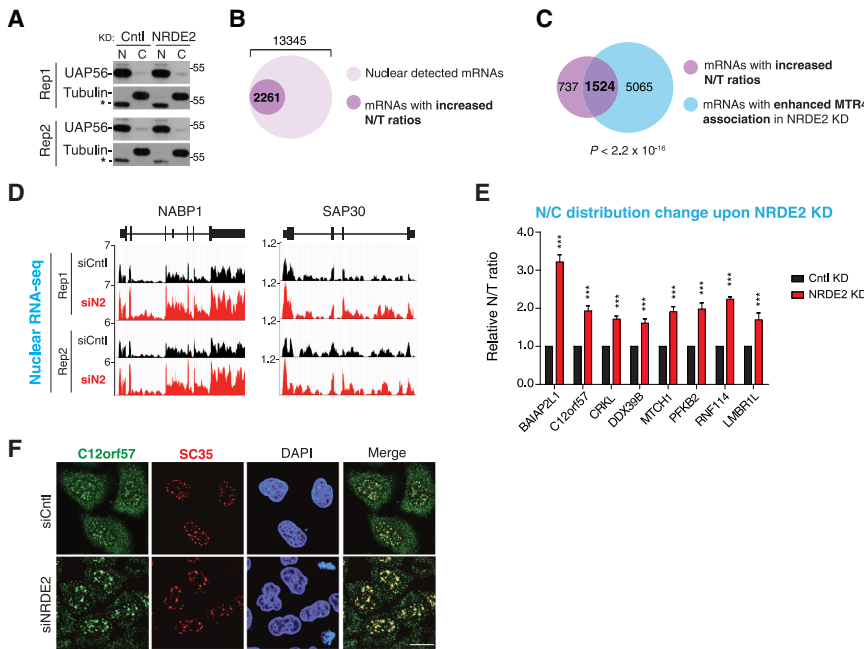 A
KD: Cntl NRDE2
N C N C
Rep1
UAP56
-55
Tubulin
*
-55
Rep2
UAP56
-55
Tubulin
*
-55
B
13345
2261
Nuclear detected mRNAs
mRNAs with increased
N/T ratios
C
737
1524
5065
mRNAs with increased
N/T ratios
mRNAs with enhanced MTR4
association in NRDE2 KD
P < 2.2 x 10-16
D
NABP1
SAP30
Nuclear RNA-seq
Rep1
siCntl
7
1.2
siN2
7
1.2
Rep2
siCntl
6
1.2
siN2
6
1.2
E
N/C distribution change upon NRDE2 KD
Relative N/T ratio
4.0
3.0
2.0
1.0
0.0
*** *** *** *** *** *** *** ***
Cntl KD
NRDE2 KD
BAIAP2L1
C12orf57
CRKL
DDX39B
MTCH1
PFKB2
RNF114
LMBR1L
F
C12orf57 SC35 DAPI Merge
siCntl
siNRDE2